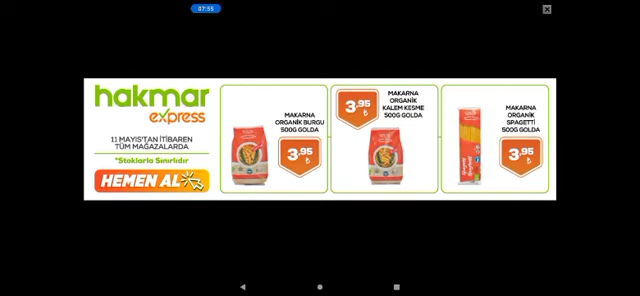 07:55
hakmar
express
11 MAYIS'TAN İTİBAREN
TÜM MAĞAZALARDA
*Stoklarla Sınırlıdır
HEMEN AL
MAKARNA
ORGANİK BURGU
500G GOLDA
3,95
₺
3,95
₺
MAKARNA
ORGANİK
KALEM KESME
500G GOLDA
MAKARNA
ORGANİK
SPAGETTİ
500G GOLDA
3,95
₺